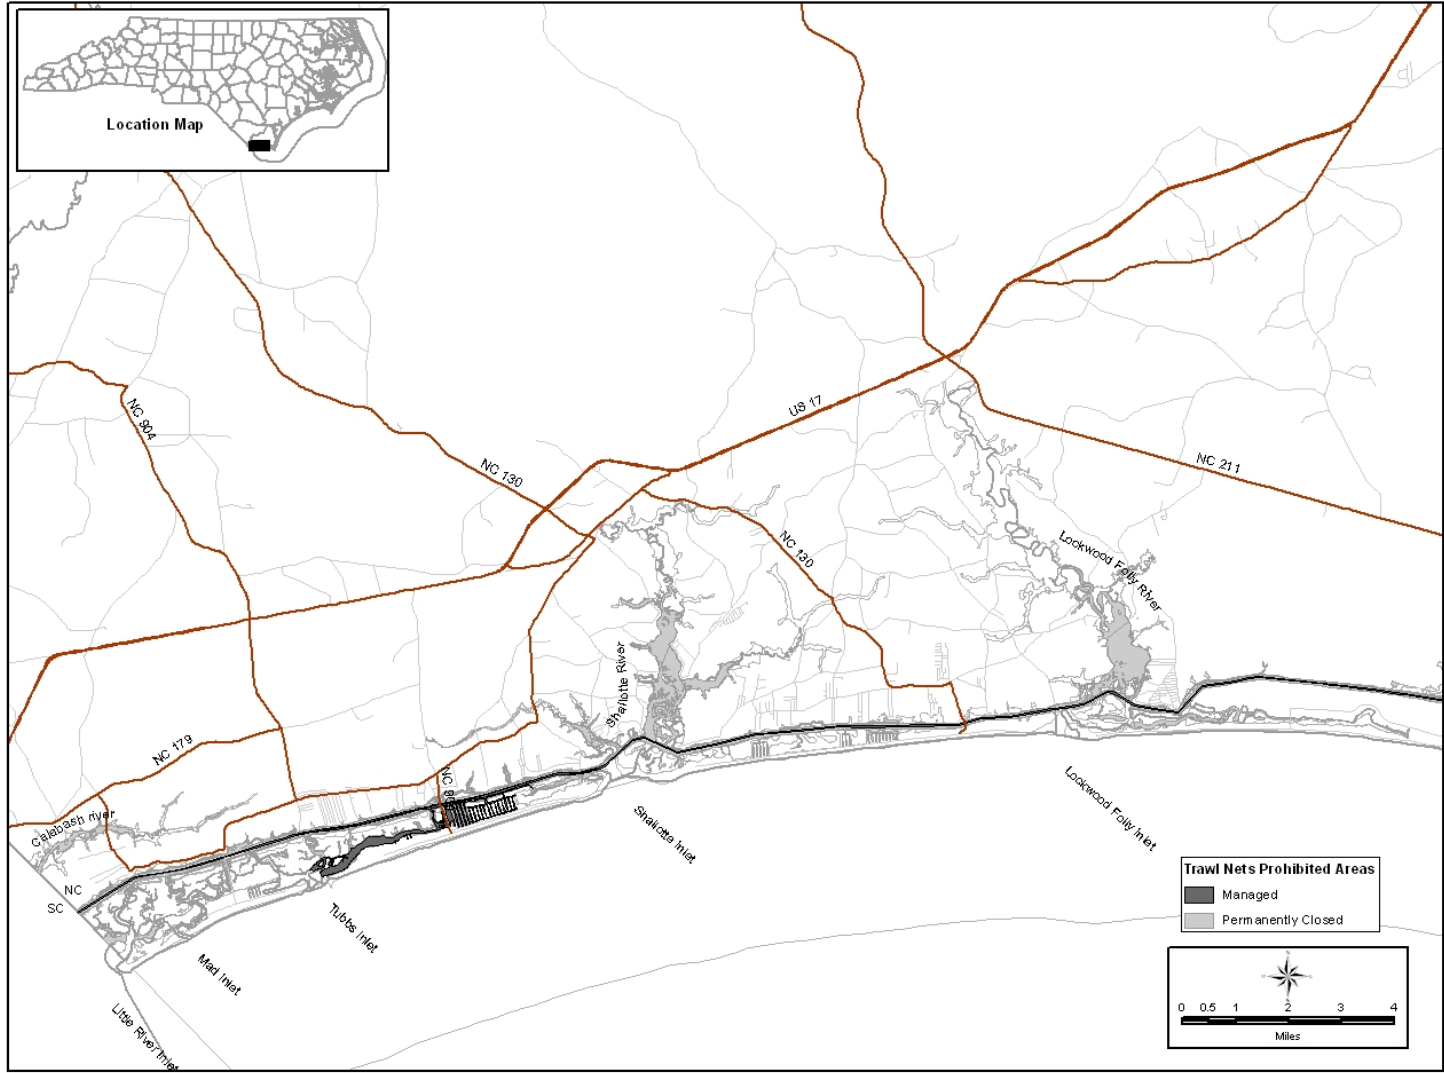 Location Map
US 17
NC 904
NC 130
NC 211
NC 130
Lockwood Folly River
Shallotte River
NC 179
Calabash river
NC
SC
Shallotte Inlet
Lockwood Folly Inlet
Tubbs Inlet
Mad Inlet
Little River Inlet
Trawl Nets Prohibited Areas
Managed
Permanently Closed
N
0 0.5 1 2 3 4
Miles